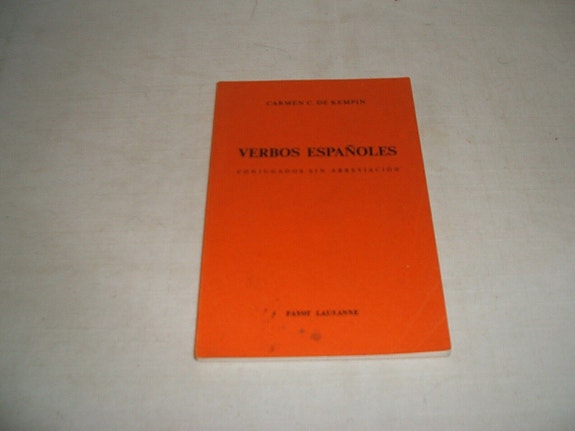 CARMEN C. DE KEMPIN
VERBOS ESPAÑOLES
CONJUGADOS SIN ABREVIACIÓN
PAYOT LAUSANNE